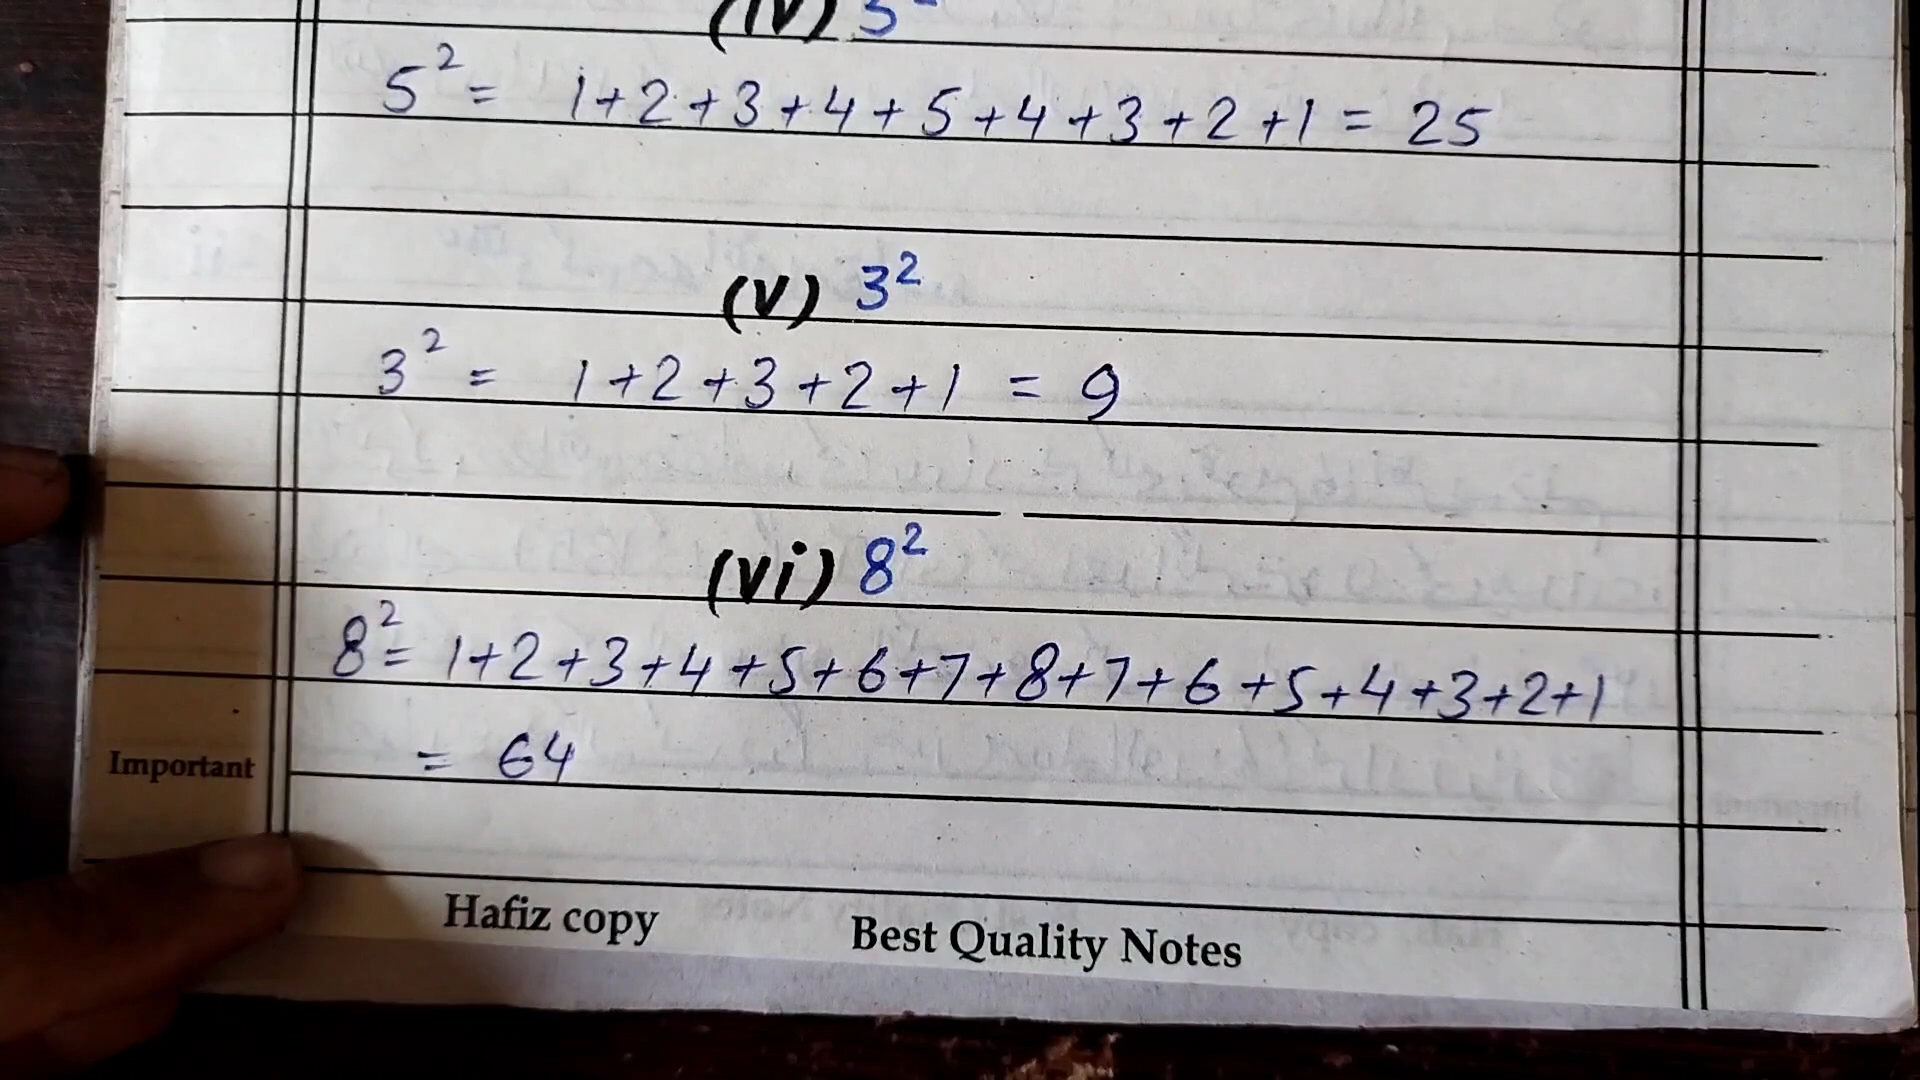 (iv) 5²
5² = 1+2+3+4+5+4+3+2+1 = 25
(v) 3²
3² = 1+2+3+2+1 = 9
(vi) 8²
8² = 1+2+3+4+5+6+7+8+7+6+5+4+3+2+1
= 64
Important
Hafiz copy Best Quality Notes